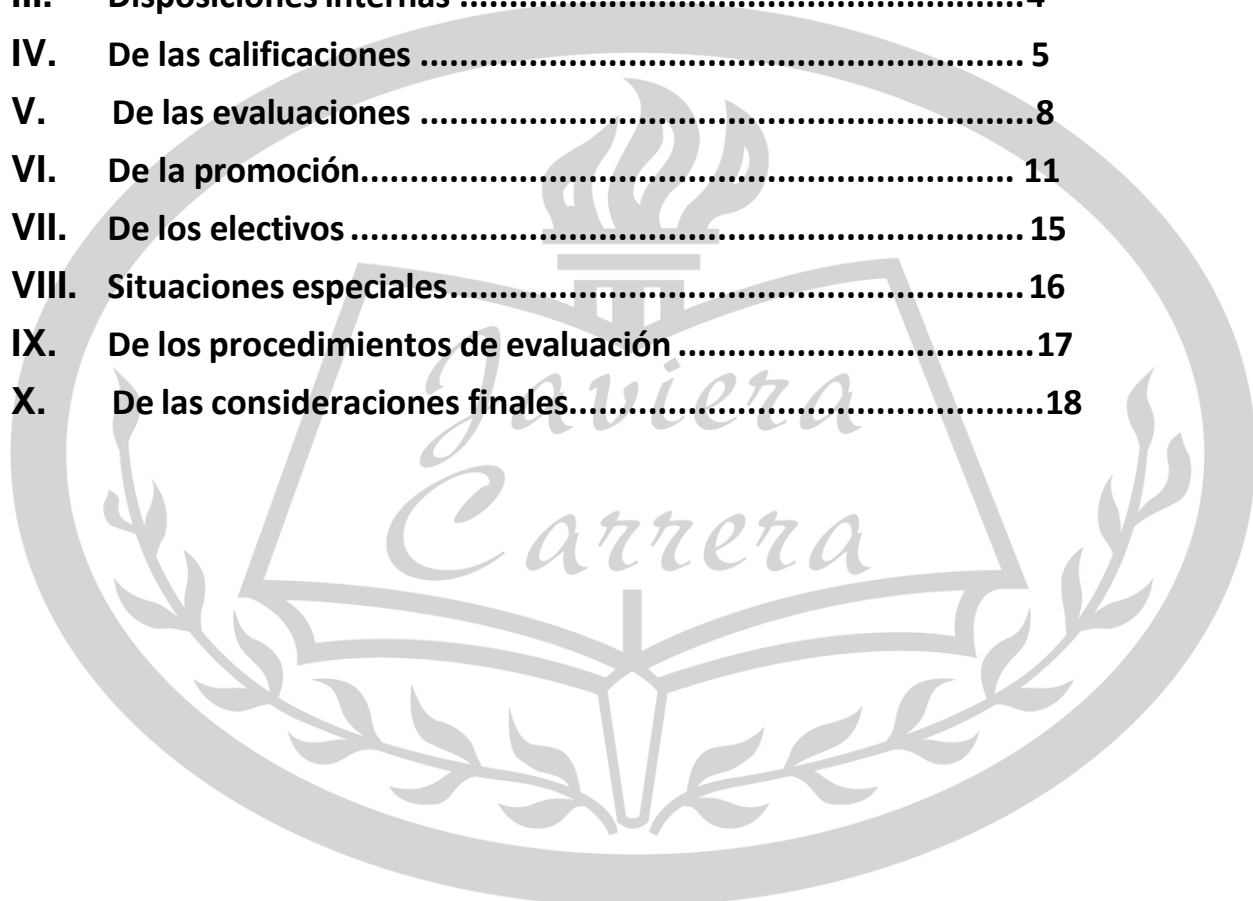 III. Disposiciones internas ........................................................4
IV. De las calificaciones ............................................................ 5
V. De las evaluaciones .............................................................8
VI. De la promoción................................................................. 11
VII. De los electivos ................................................................... 15
VIII. Situaciones especiales......................................................... 16
IX. De los procedimientos de evaluación ...................................17
X. De las consideraciones finales...............................................18
Javiera
Carrera